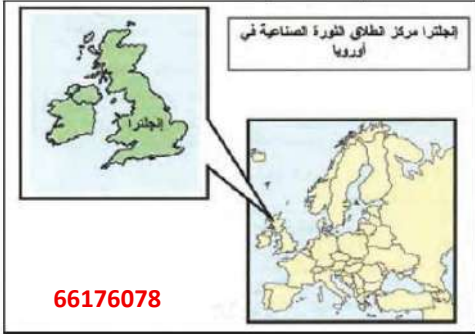 إنجلترا مركز انطلاق الثورة الصناعية في
أوروبا
إنجلترا
66176078